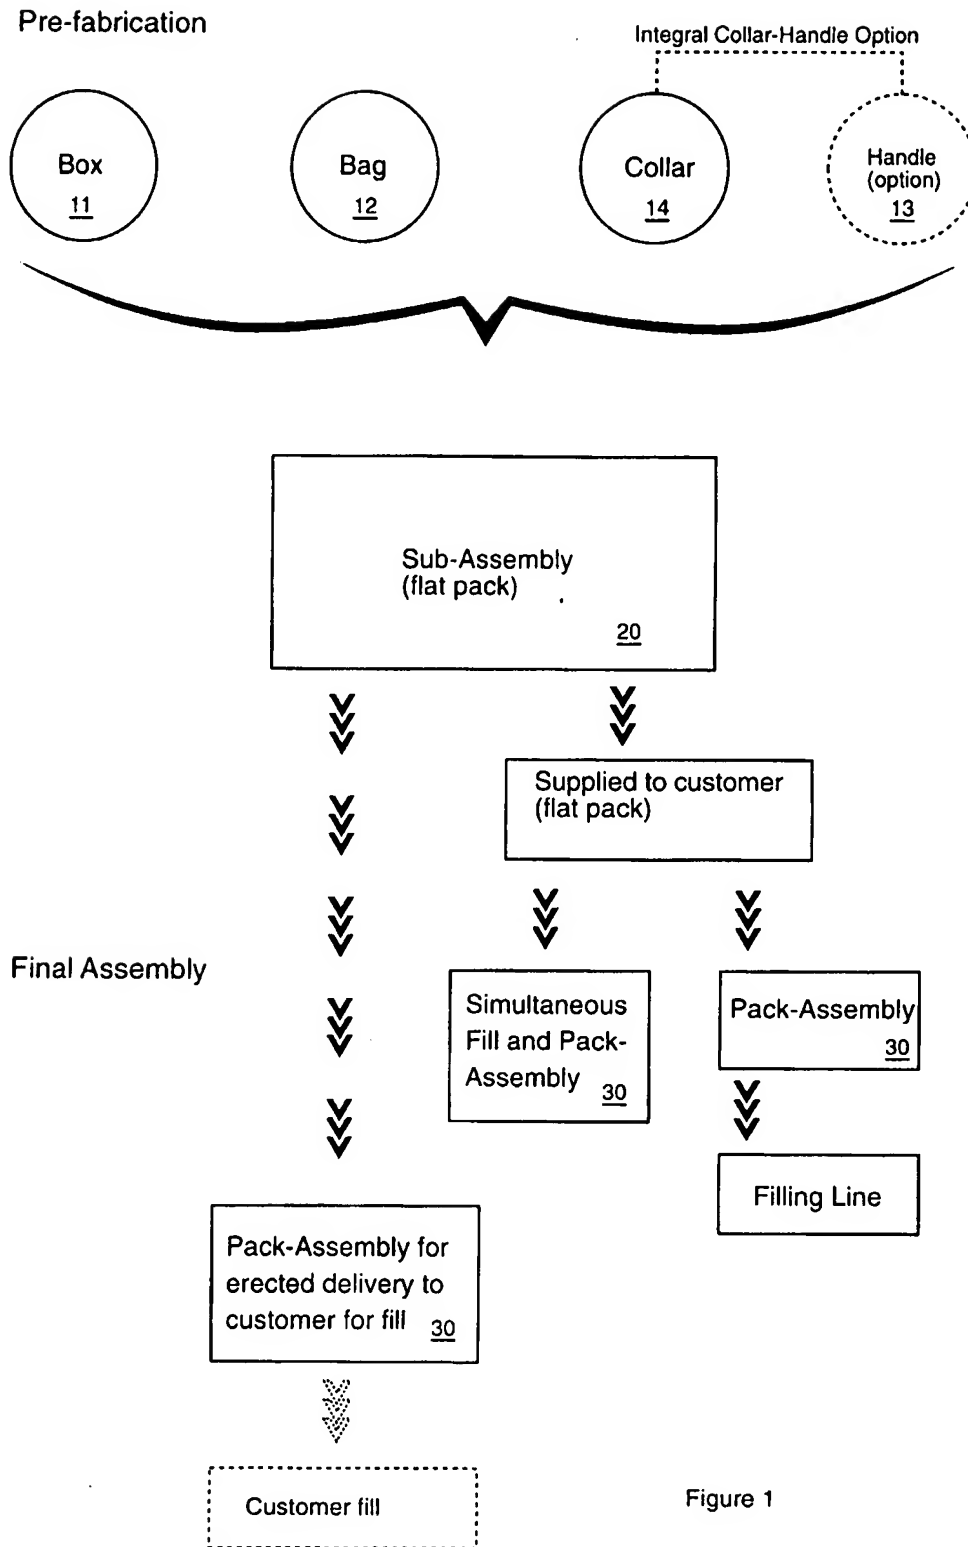 Pre-fabrication
Integral Collar-Handle Option
Box
11
Bag
12
Collar
14
Handle
(option)
13
Sub-Assembly
(flat pack)
20
Supplied to customer
(flat pack)
Final Assembly
Simultaneous
Fill and Pack-
Assembly 30
Pack-Assembly
30
Filling Line
Pack-Assembly for
erected delivery to
customer for fill 30
Customer fill
Figure 1